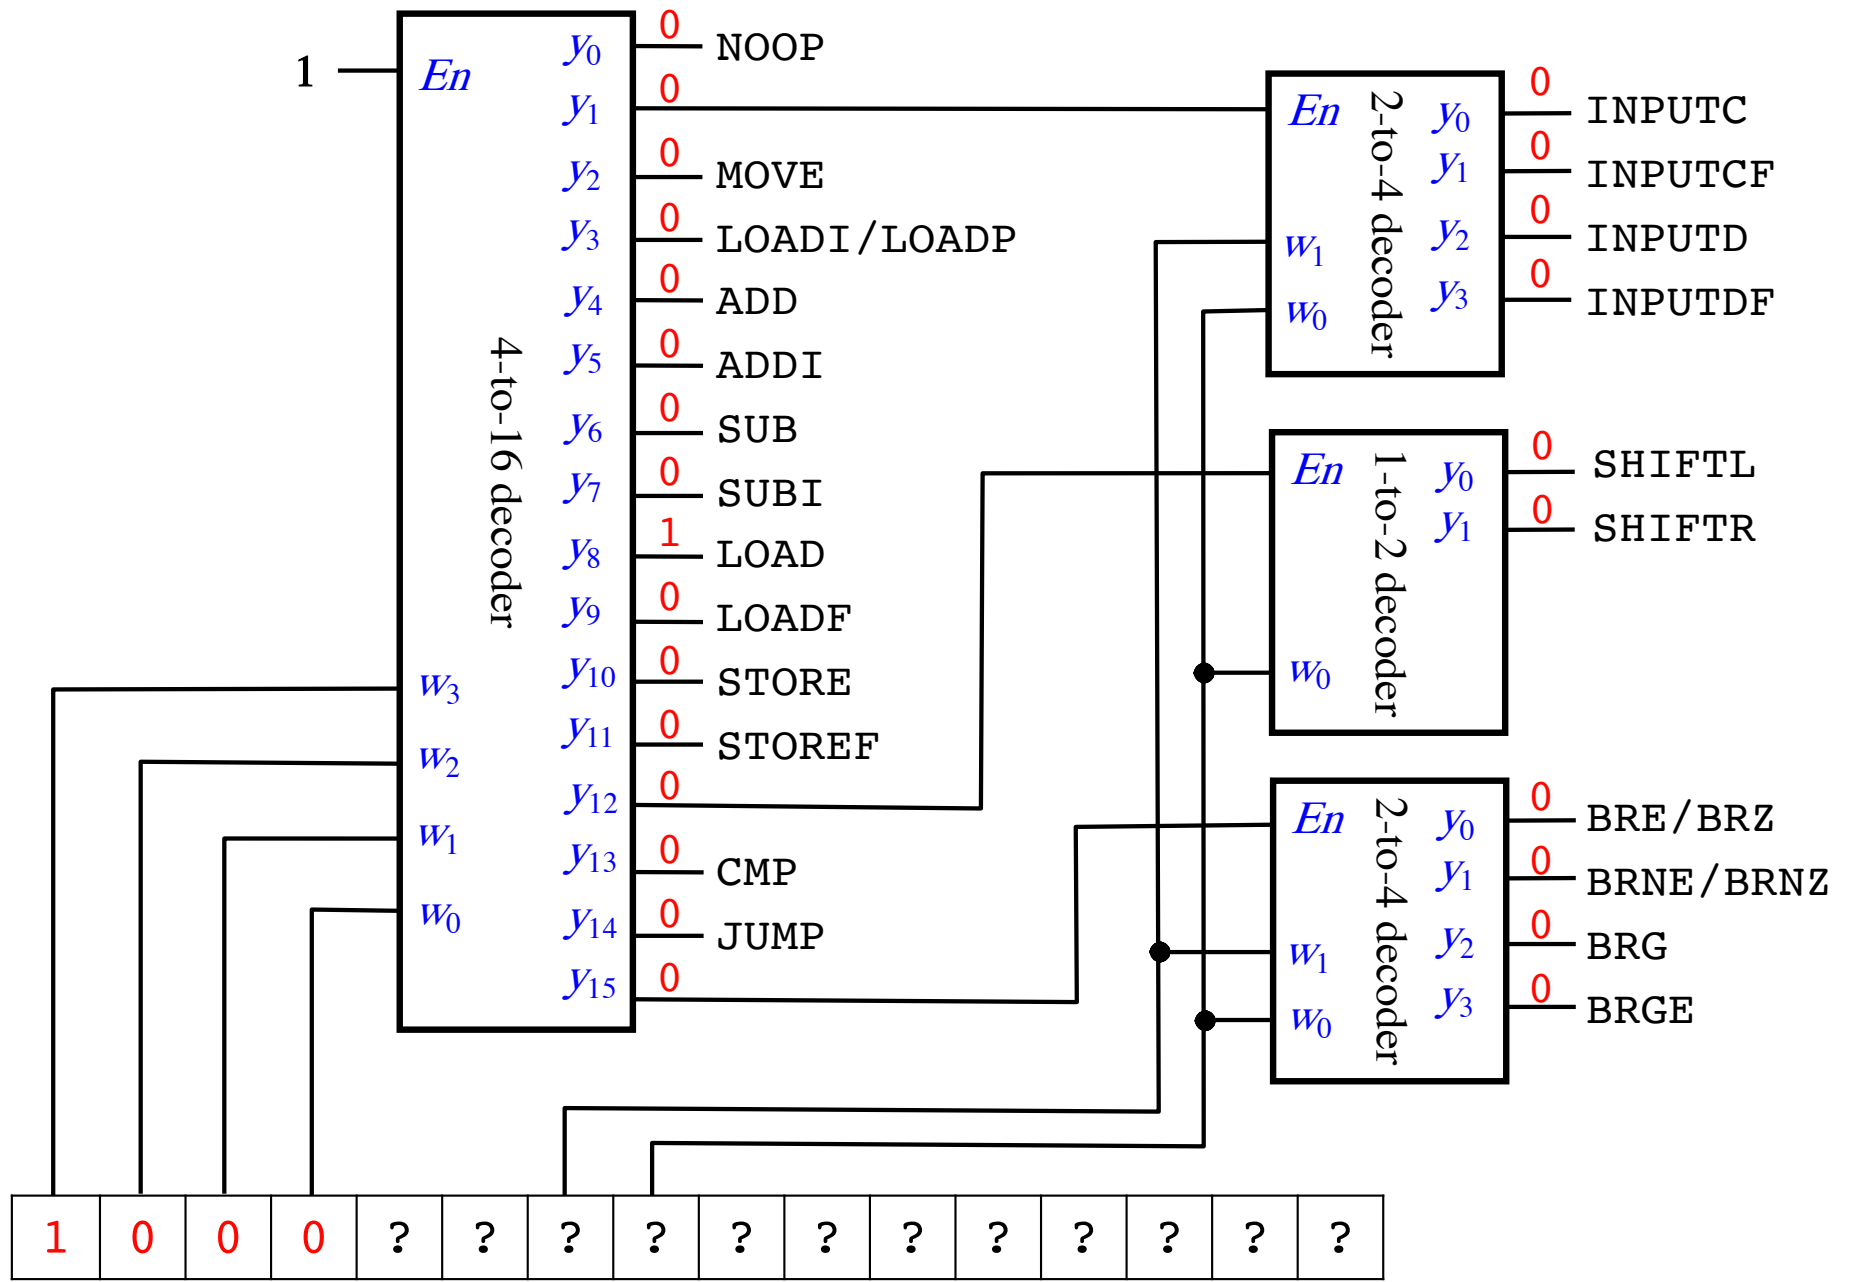 1
En
4-to-16 decoder
w3
w2
w1
w0
y0 0 NOOP
y1 0
y2 0 MOVE
y3 0 LOADI/LOADP
y4 0 ADD
y5 0 ADDI
y6 0 SUB
y7 0 SUBI
y8 1 LOAD
y9 0 LOADF
y10 0 STORE
y11 0 STOREF
y12 0
y13 0 CMP
y14 0 JUMP
y15 0
En
w1
w0
2-to-4 decoder
y0 0 INPUTC
y1 0 INPUTCF
y2 0 INPUTD
y3 0 INPUTDF
En
w0
1-to-2 decoder
y0 0 SHIFTL
y1 0 SHIFTR
En
w1
w0
2-to-4 decoder
y0 0 BRE/BRZ
y1 0 BRNE/BRNZ
y2 0 BRG
y3 0 BRGE
1 0 0 0 ? ? ? ? ? ? ? ? ? ? ? ?